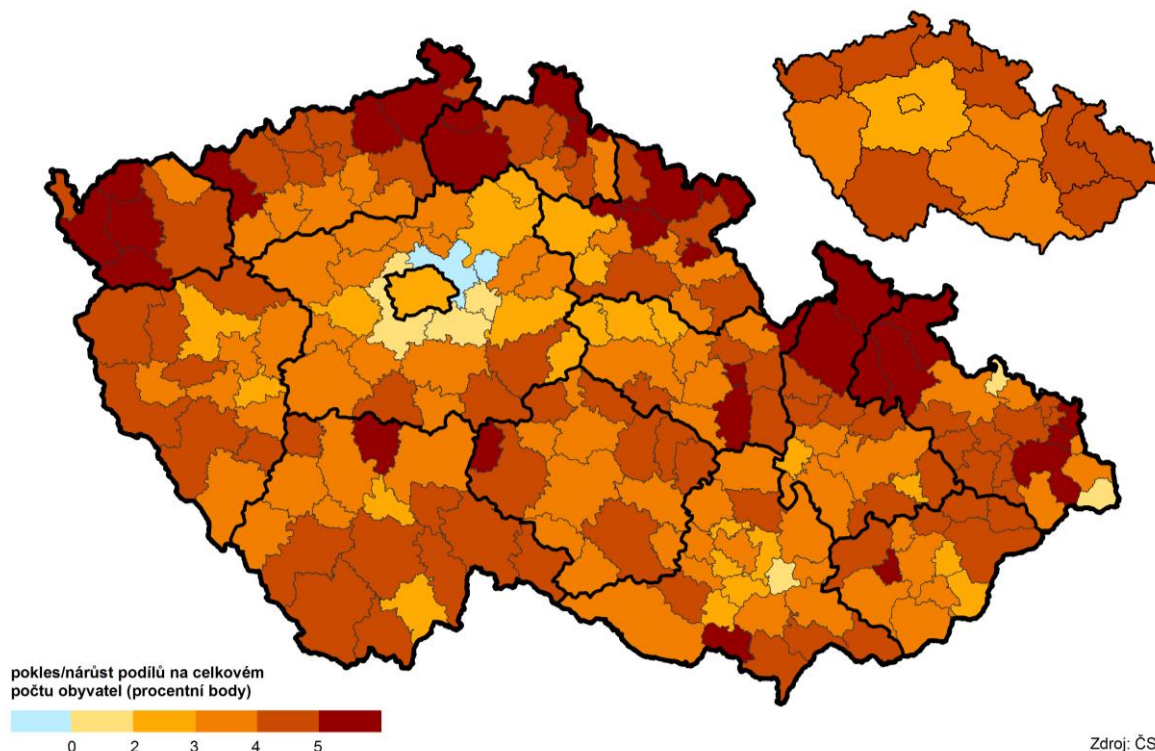 pokles/nárůst podílů na celkovém
počtu obyvatel (procentní body)
0 2 3 4 5
Zdroj: ČS